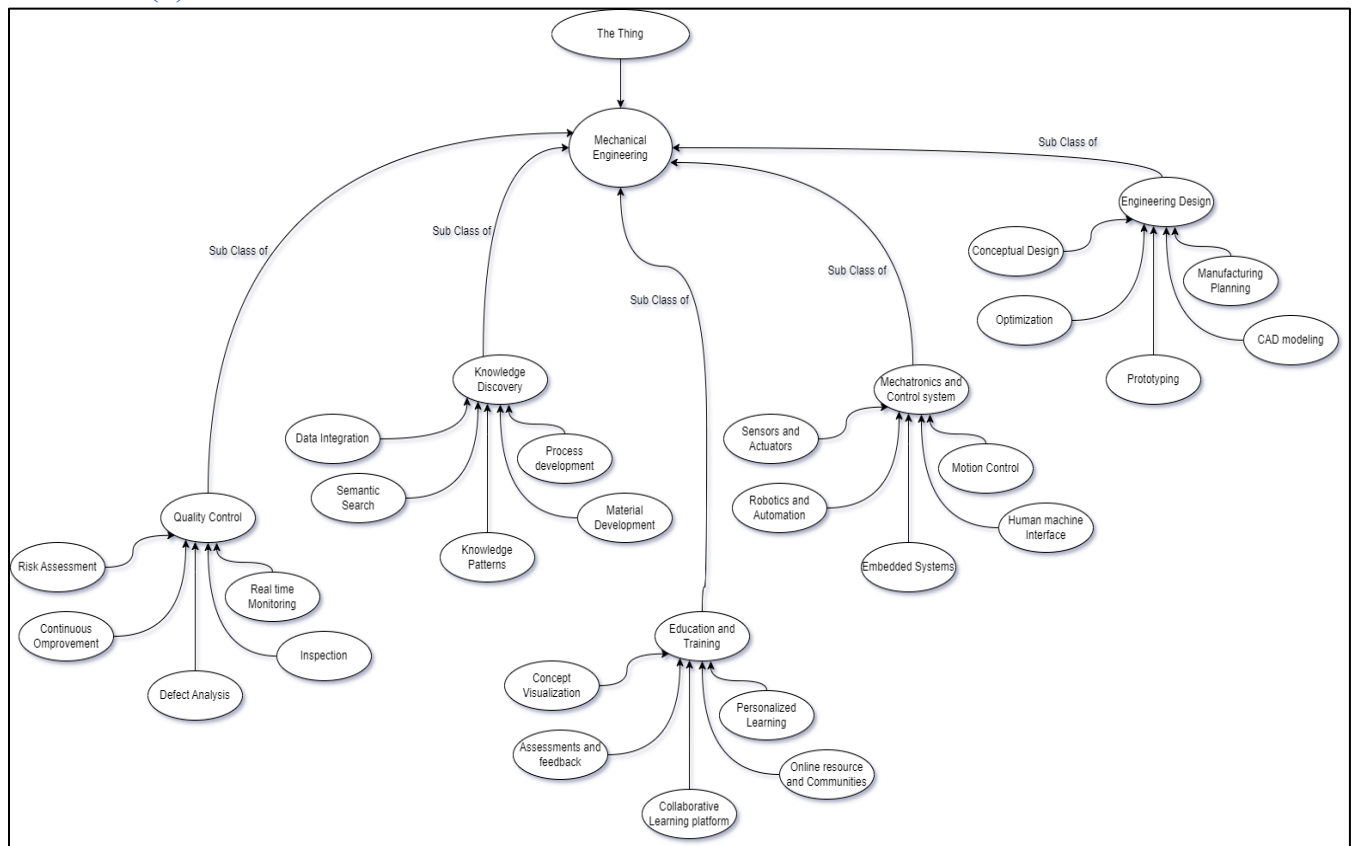 The Thing
Mechanical
Engineering
Sub Class of
Sub Class of
Sub Class of
Sub Class of
Sub Class of
Engineering Design
Conceptual Design
Manufacturing
Planning
Optimization
CAD modeling
Prototyping
Knowledge
Discovery
Data Integration
Process
development
Semantic
Search
Material
Development
Knowledge
Patterns
Mechatronics and
Control system
Sensors and
Actuators
Motion Control
Robotics and
Automation
Human machine
Interface
Embedded Systems
Quality Control
Risk Assessment
Real time
Monitoring
Continuous
Omprovement
Inspection
Defect Analysis
Education and
Training
Concept
Visualization
Personalized
Learning
Assessments and
feedback
Online resource
and Communities
Collaborative
Learning platform